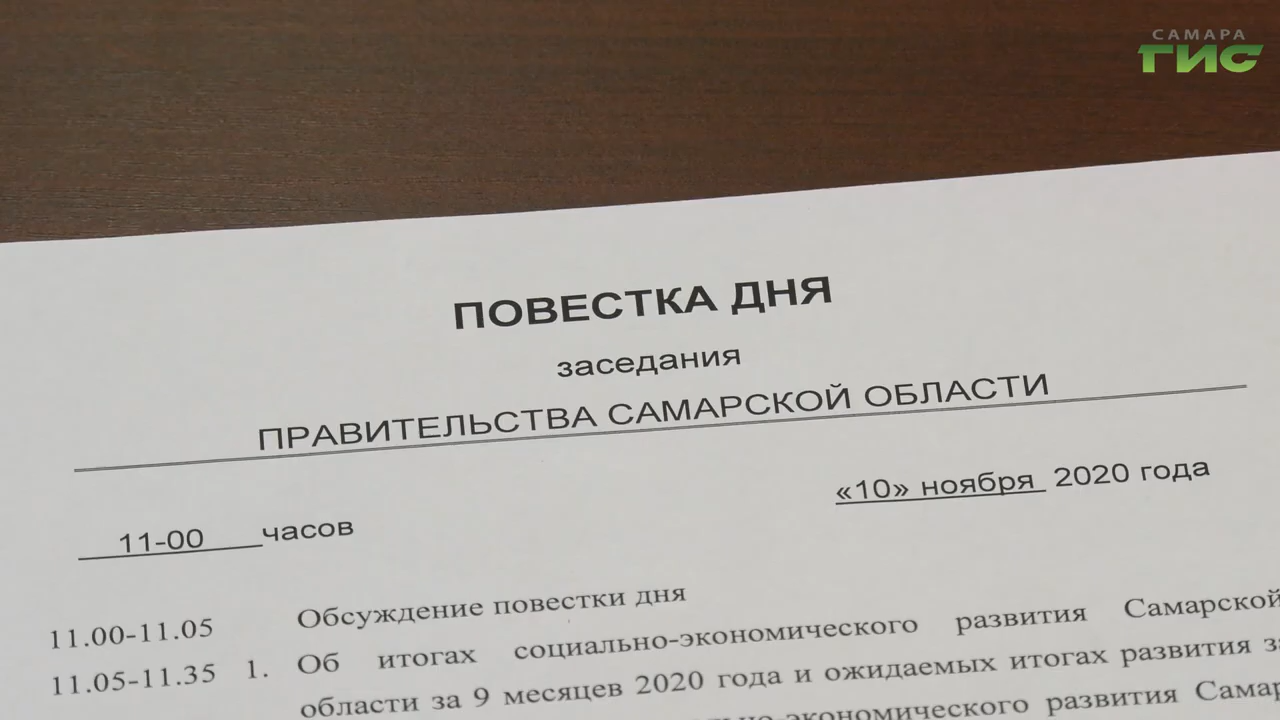 САМАРА
ГИС
ПОВЕСТКА ДНЯ
заседания
ПРАВИТЕЛЬСТВА САМАРСКОЙ ОБЛАСТИ
«10» ноября 2020 года
11-00 часов
11.00-11.05 Обсуждение повестки дня
11.05-11.35 1. Об итогах социально-экономического развития Самарской
области за 9 месяцев 2020 года и ожидаемых итогах развития за
развития